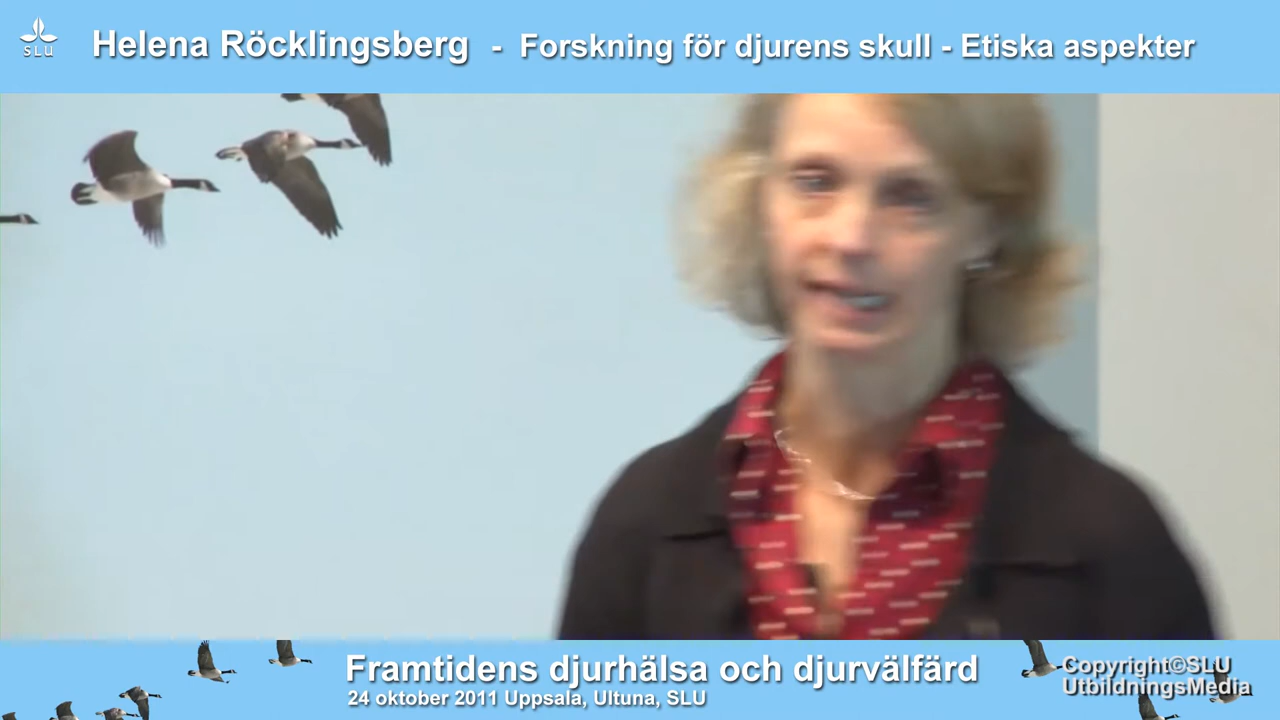 SLU
Helena Röcklingsberg - Forskning för djurens skull - Etiska aspekter
Framtidens djurhälsa och djurvälfärd
24 oktober 2011 Uppsala, Ultuna, SLU
Copyright©SLU
UtbildningsMedia